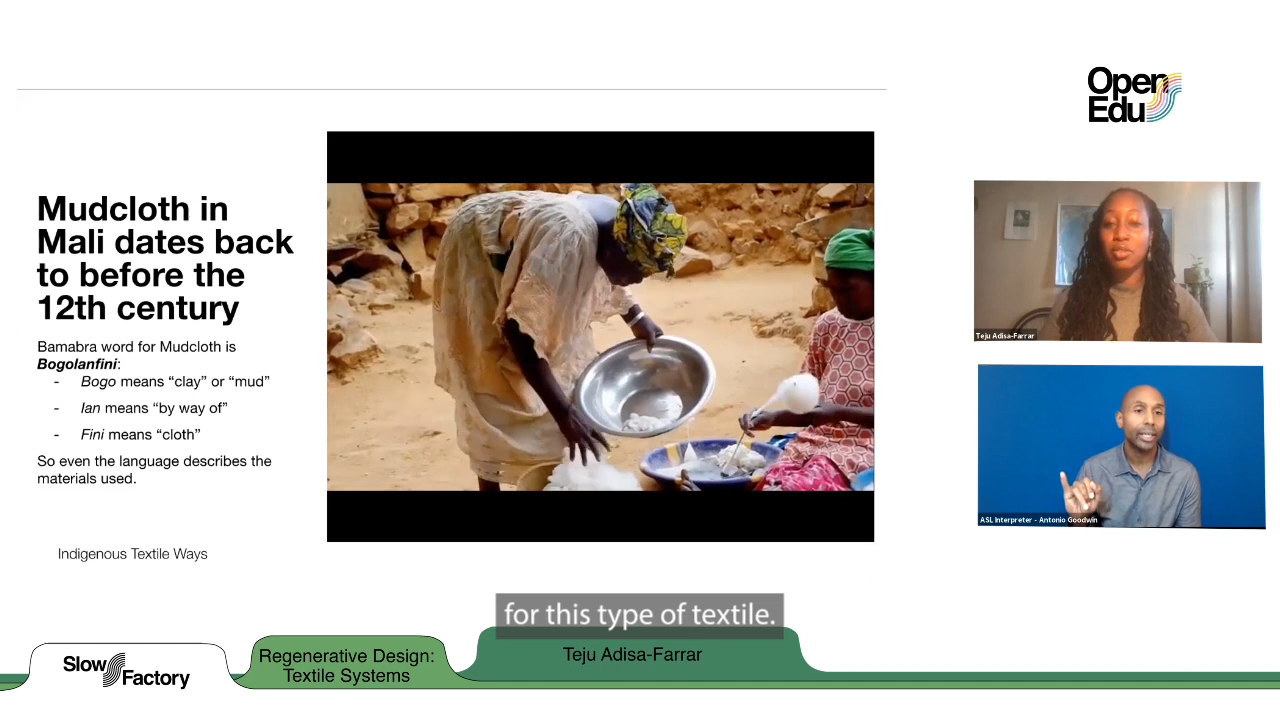 Open
Edu
Mudcloth in
Mali dates back
to before the
12th century
Bamabra word for Mudcloth is
Bogolanfini:
- Bogo means “clay” or “mud”
- Ian means “by way of”
- Fini means “cloth”
So even the language describes the
materials used.
Indigenous Textile Ways
Teju Adisa-Farrar
ASL Interpreter - Antonio Goodwin
for this type of textile.
Slow
Factory
Regenerative Design:
Textile Systems
Teju Adisa-Farrar